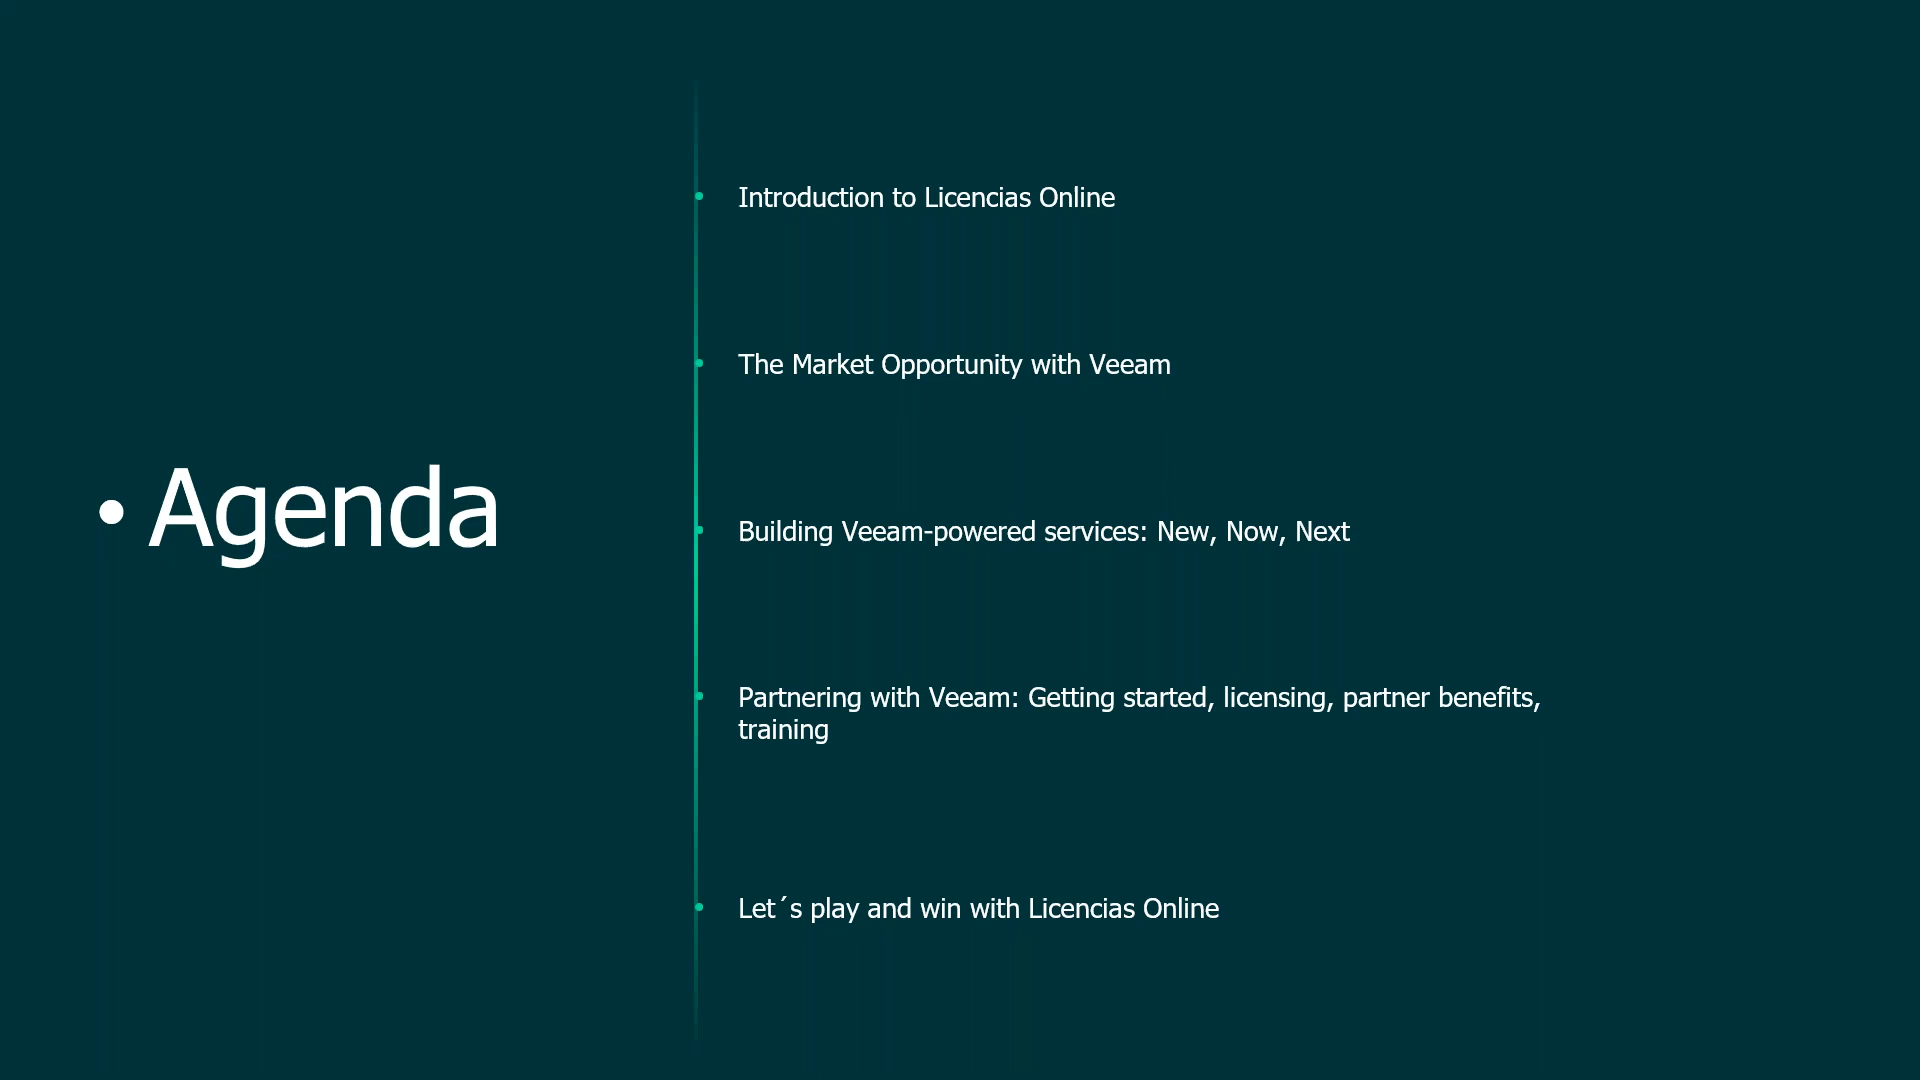 • Agenda
• Introduction to Licencias Online
• The Market Opportunity with Veeam
• Building Veeam-powered services: New, Now, Next
• Partnering with Veeam: Getting started, licensing, partner benefits,
training
• Let´s play and win with Licencias Online